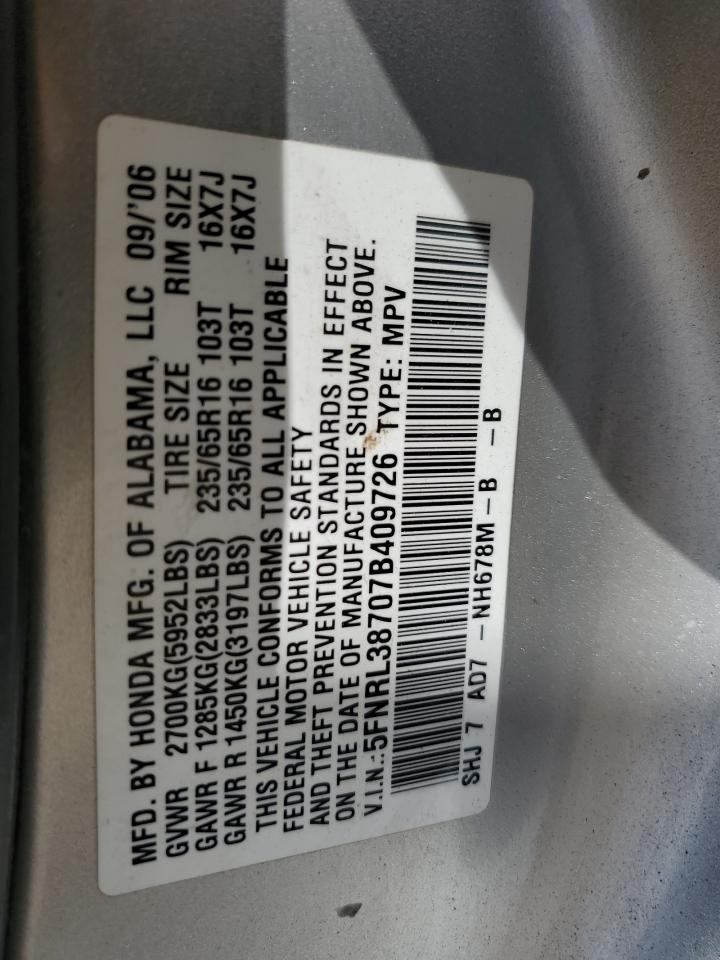 MFD. BY HONDA MFG. OF ALABAMA, LLC 09/'06
GVWR 2700KG(5952LBS) TIRE SIZE RIM SIZE
GAWR F 1285KG(2833LBS) 235/65R16 103T 16X7J
GAWR R 1450KG(3197LBS) 235/65R16 103T 16X7J
THIS VEHICLE CONFORMS TO ALL APPLICABLE
FEDERAL MOTOR VEHICLE SAFETY
AND THEFT PREVENTION STANDARDS IN EFFECT
ON THE DATE OF MANUFACTURE SHOWN ABOVE.
V.I.N.:5FNRL38707B409726 TYPE: MPV
SHJ 7 AD7 -NH678M-B -B